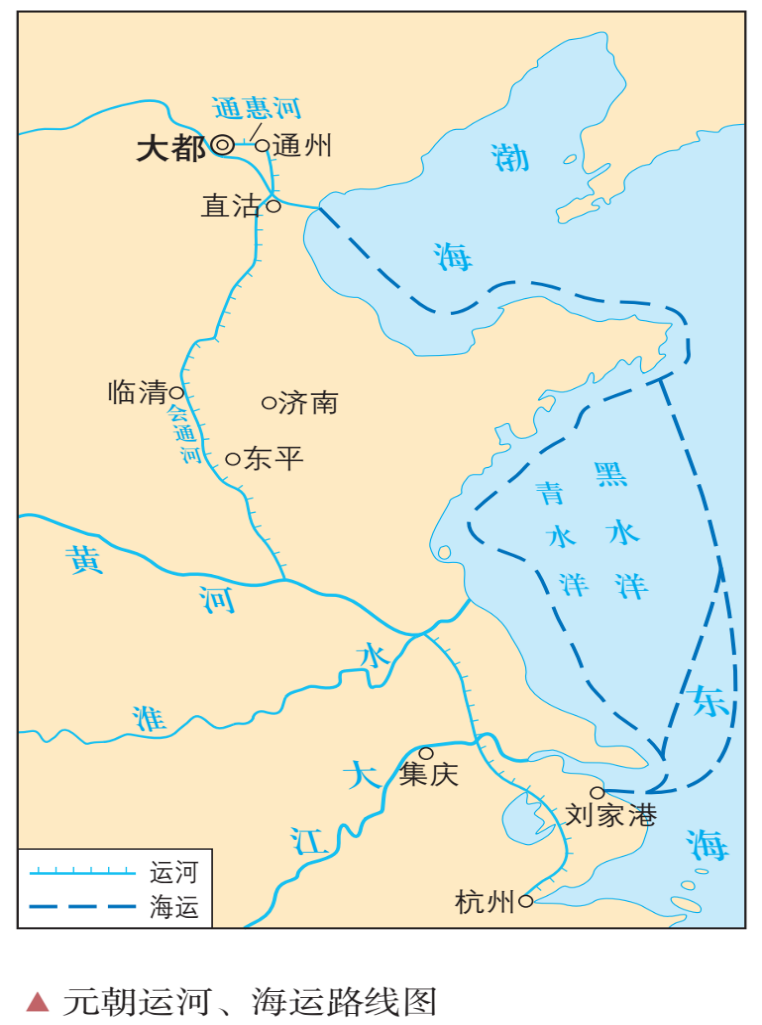 通惠河
大都
通州
直沽
渤海
临清
会通河
济南
东平
青水洋
黑水洋
黄河
淮水
东海
大江
集庆
刘家港
杭州
运河
海运
▲ 元朝运河、海运路线图